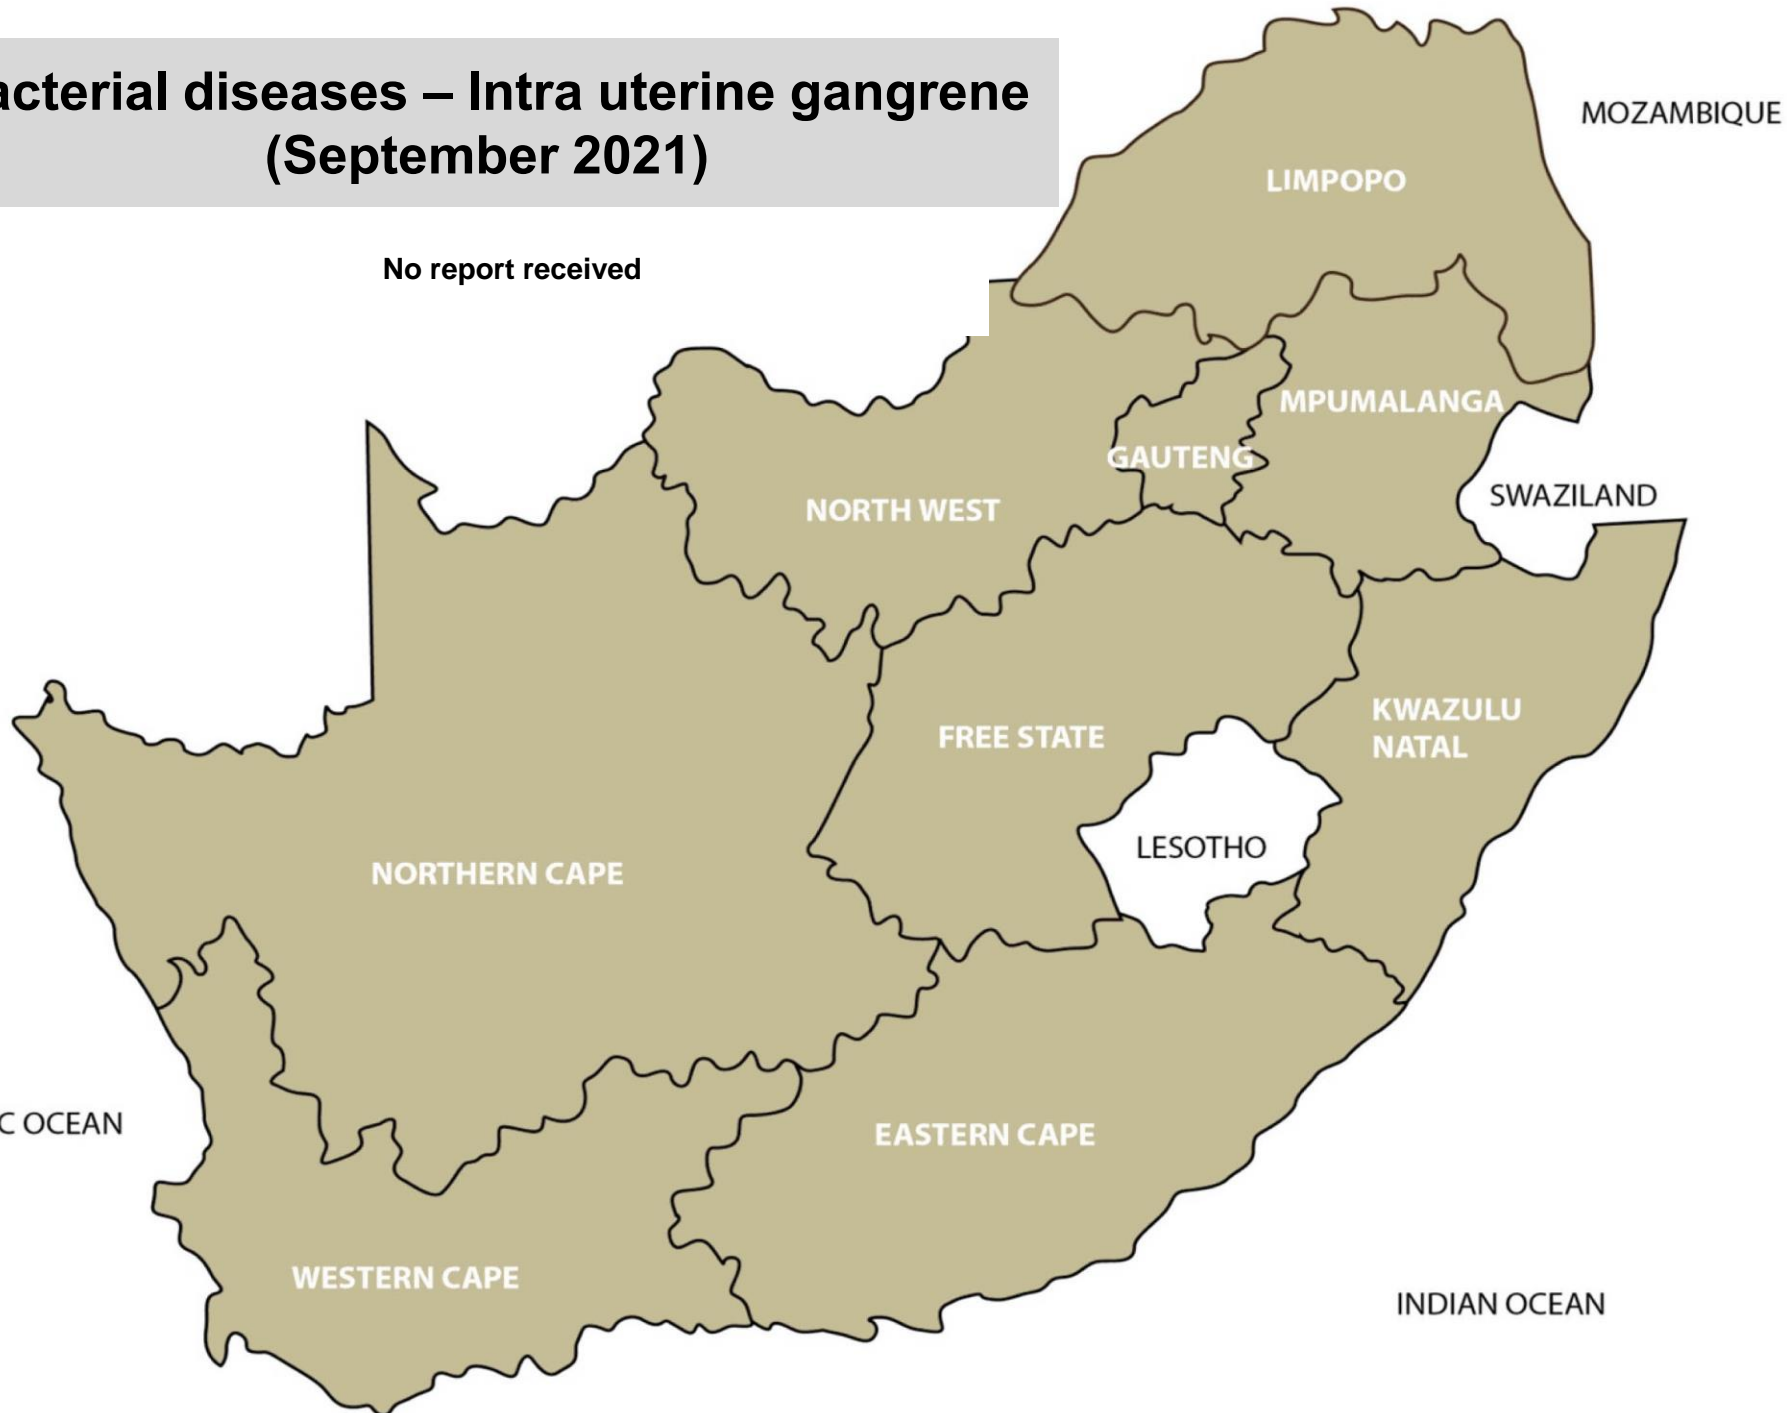 acterial diseases – Intra uterine gangrene
(September 2021)
MOZAMBIQUE
LIMPOPO
No report received
MPUMALANGA
GAUTENG
SWAZILAND
NORTH WEST
KWAZULU
NATAL
FREE STATE
LESOTHO
NORTHERN CAPE
C OCEAN
EASTERN CAPE
WESTERN CAPE
INDIAN OCEAN